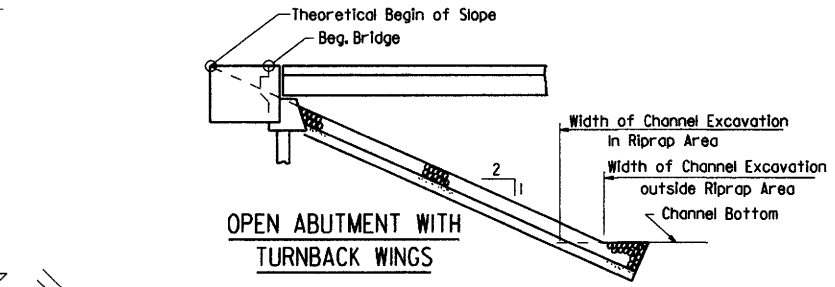 Theoretical Begin of Slope
Beg. Bridge
Width of Channel Excavation
In Riprap Area
2
1
Width of Channel Excavation
outside Riprap Area
Channel Bottom
OPEN ABUTMENT WITH
TURNBACK WINGS